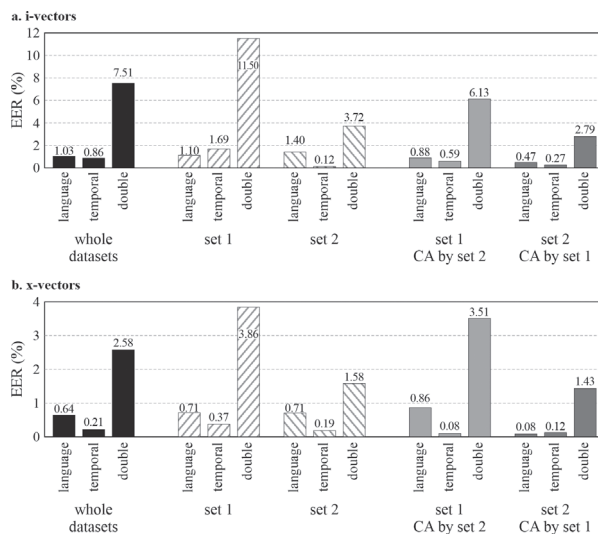 a. i-vectors
EER (%)
12
10
8
6
4
2
0
1.03 0.86 7.51 1.10 1.69 11.50 1.40 0.12 3.72 0.88 0.59 6.13 0.47 0.27 2.79
language temporal double language temporal double language temporal double language temporal double language temporal double
whole datasets
set 1
set 2
set 1
CA by set 2
set 2
CA by set 1
b. x-vectors
EER (%)
4
3
2
1
0
0.64 0.21 2.58 0.71 0.37 3.86 0.71 0.19 1.58 0.86 0.08 3.51 0.08 0.12 1.43
language temporal double language temporal double language temporal double language temporal double language temporal double
whole datasets
set 1
set 2
set 1
CA by set 2
set 2
CA by set 1